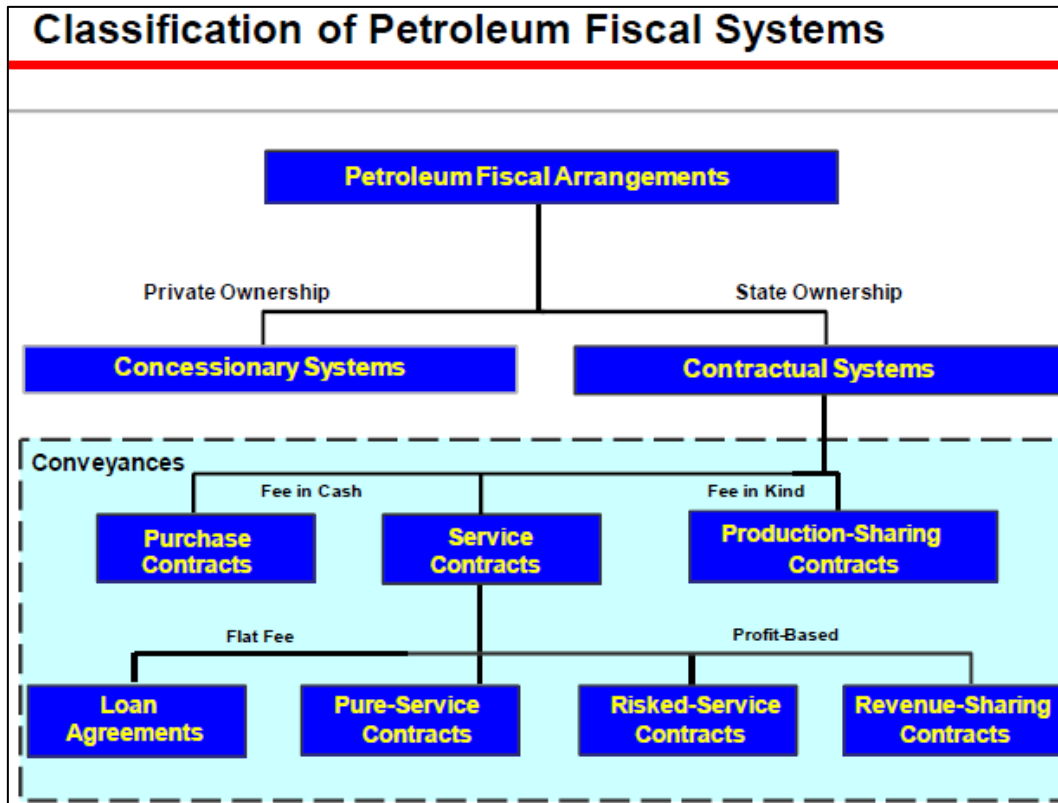 Classification of Petroleum Fiscal Systems
Petroleum Fiscal Arrangements
Private Ownership
State Ownership
Concessionary Systems
Contractual Systems
Conveyances
Fee in Cash
Fee in Kind
Purchase
Contracts
Service
Contracts
Production-Sharing
Contracts
Flat Fee
Profit-Based
Loan
Agreements
Pure-Service
Contracts
Risked-Service
Contracts
Revenue-Sharing
Contracts